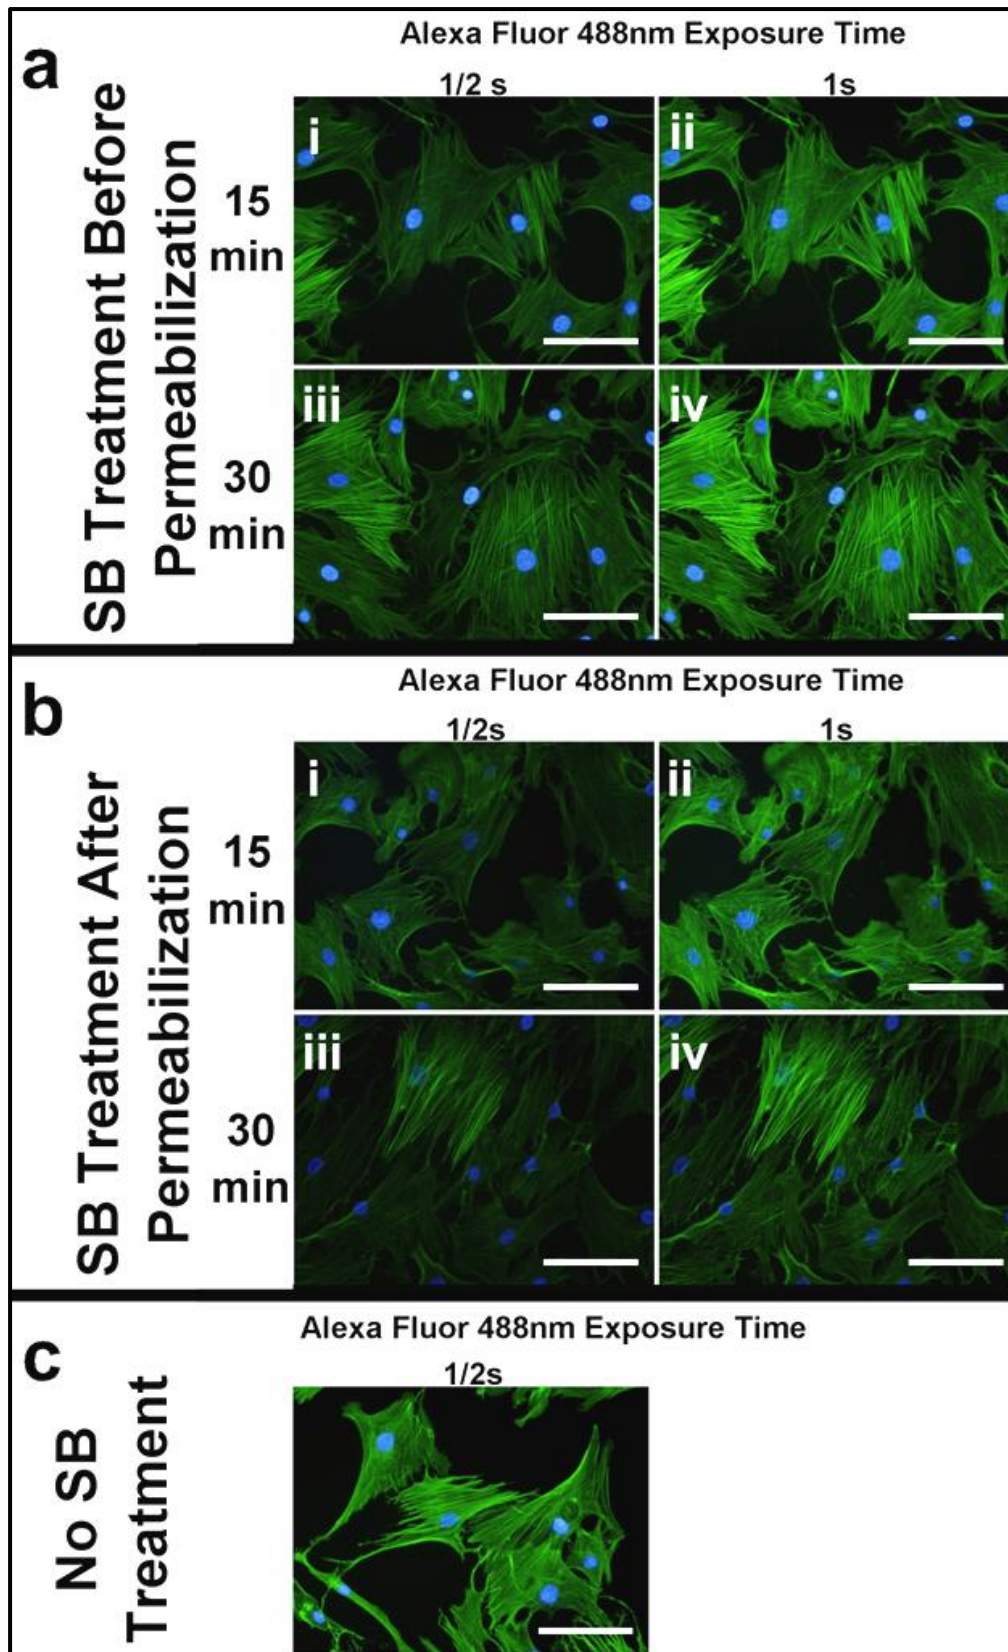 a
Alexa Fluor 488nm Exposure Time
1/2 s 1s
SB Treatment Before
Permeabilization
15
min
i ii
30
min
iii iv
b
Alexa Fluor 488nm Exposure Time
1/2s 1s
SB Treatment After
Permeabilization
15
min
i ii
30
min
iii iv
c
Alexa Fluor 488nm Exposure Time
1/2s
No SB
Treatment